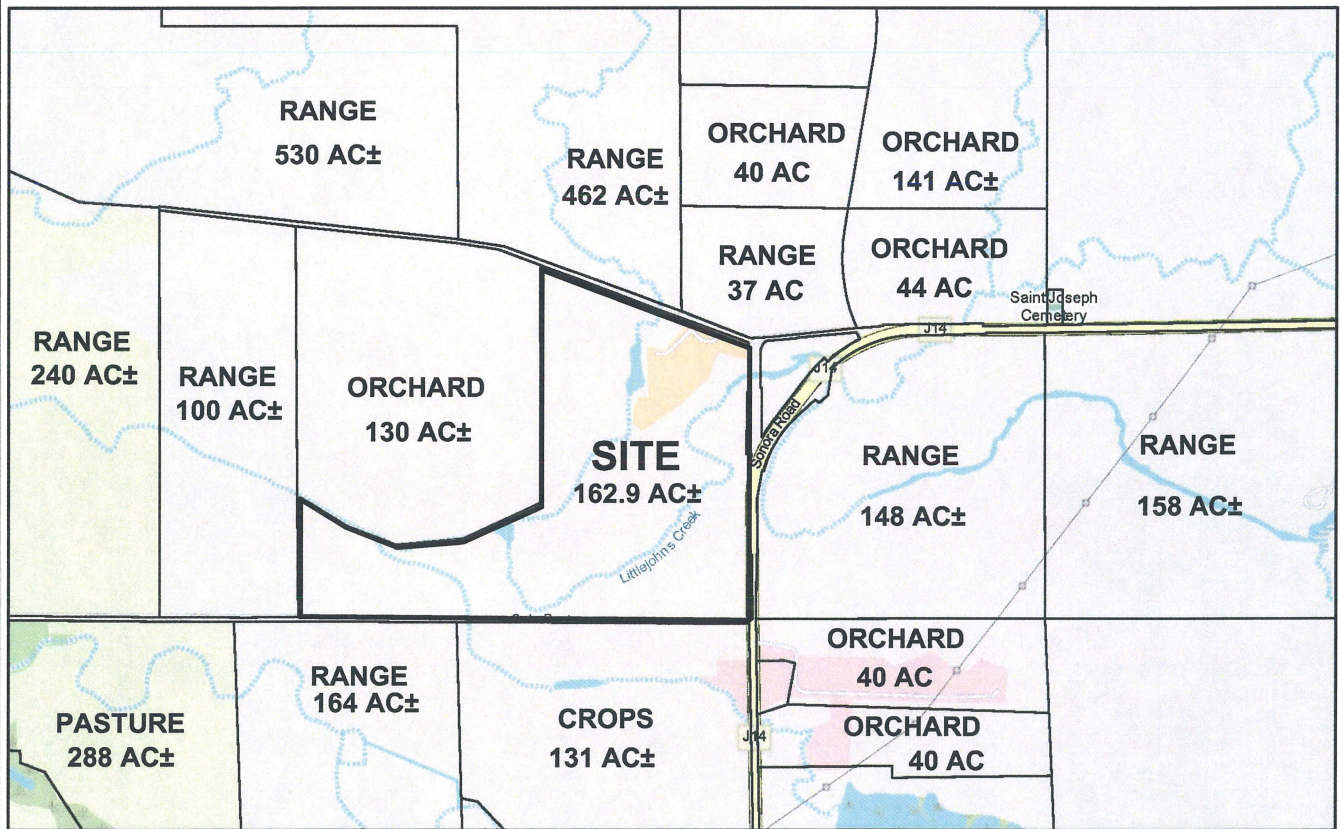 RANGE
530 AC±
RANGE
462 AC±
ORCHARD
40 AC
ORCHARD
141 AC±
RANGE
37 AC
ORCHARD
44 AC
Saint Joseph
Cemetery
J14
RANGE
240 AC±
RANGE
100 AC±
ORCHARD
130 AC±
SITE
162.9 AC±
J14
Sonora Road
Littlejohn's Creek
RANGE
148 AC±
RANGE
158 AC±
PASTURE
288 AC±
RANGE
164 AC±
CROPS
131 AC±
ORCHARD
40 AC
J14
ORCHARD
40 AC